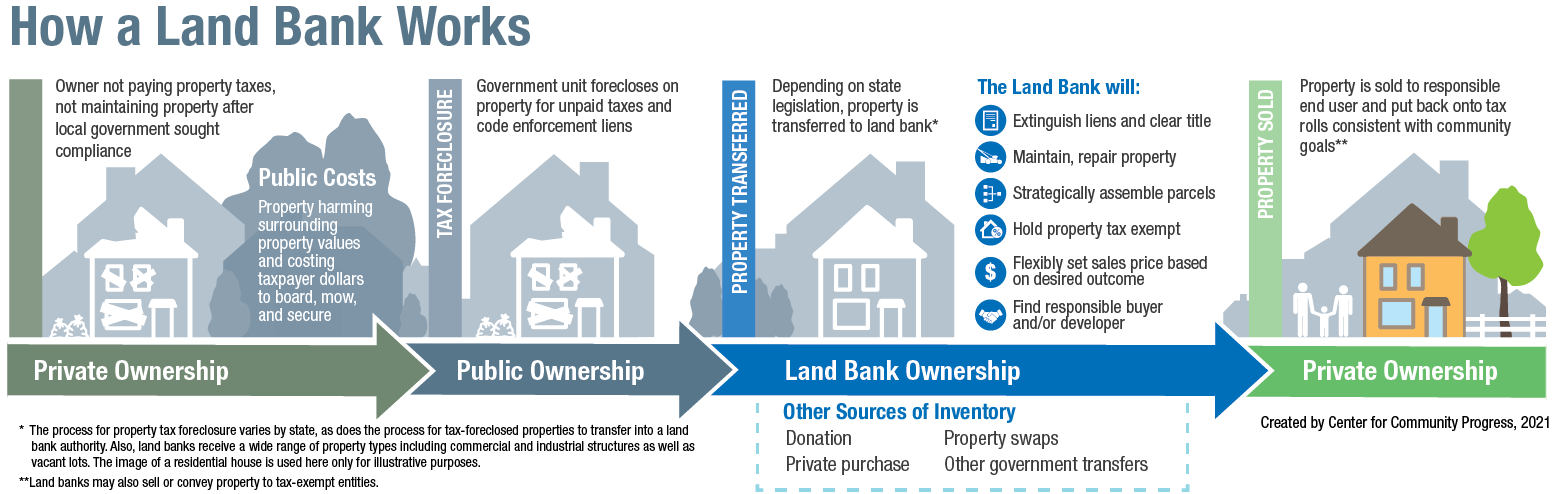 How a Land Bank Works
Owner not paying property taxes,
not maintaining property after
local government sought
compliance
Public Costs
Property harming
surrounding
property values
and costing
taxpayer dollars
to board, mow,
and secure
TAX FORECLOSURE
Government unit forecloses on
property for unpaid taxes and
code enforcement liens
PROPERTY TRANSFERRED
Depending on state
legislation, property is
transferred to land bank*
The Land Bank will:
Extinguish liens and clear title
Maintain, repair property
Strategically assemble parcels
Hold property tax exempt
%
$
Flexibly set sales price based
on desired outcome
Find responsible buyer
and/or developer
PROPERTY SOLD
Property is sold to responsible
end user and put back onto tax
rolls consistent with community
goals**
Private Ownership
Public Ownership
Land Bank Ownership
Private Ownership
Other Sources of Inventory
Donation
Property swaps
Private purchase
Other government transfers
* The process for property tax foreclosure varies by state, as does the process for tax-foreclosed properties to transfer into a land
bank authority. Also, land banks receive a wide range of property types including commercial and industrial structures as well as
vacant lots. The image of a residential house is used here only for illustrative purposes.
**Land banks may also sell or convey property to tax-exempt entities.
Created by Center for Community Progress, 2021